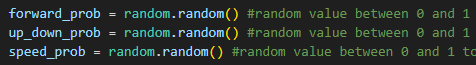 forward_prob = random.random() #random value between 0 and 1
up_down_prob = random.random() #random value between 0 and 1
speed_prob = random.random() #random value between 0 and 1 to